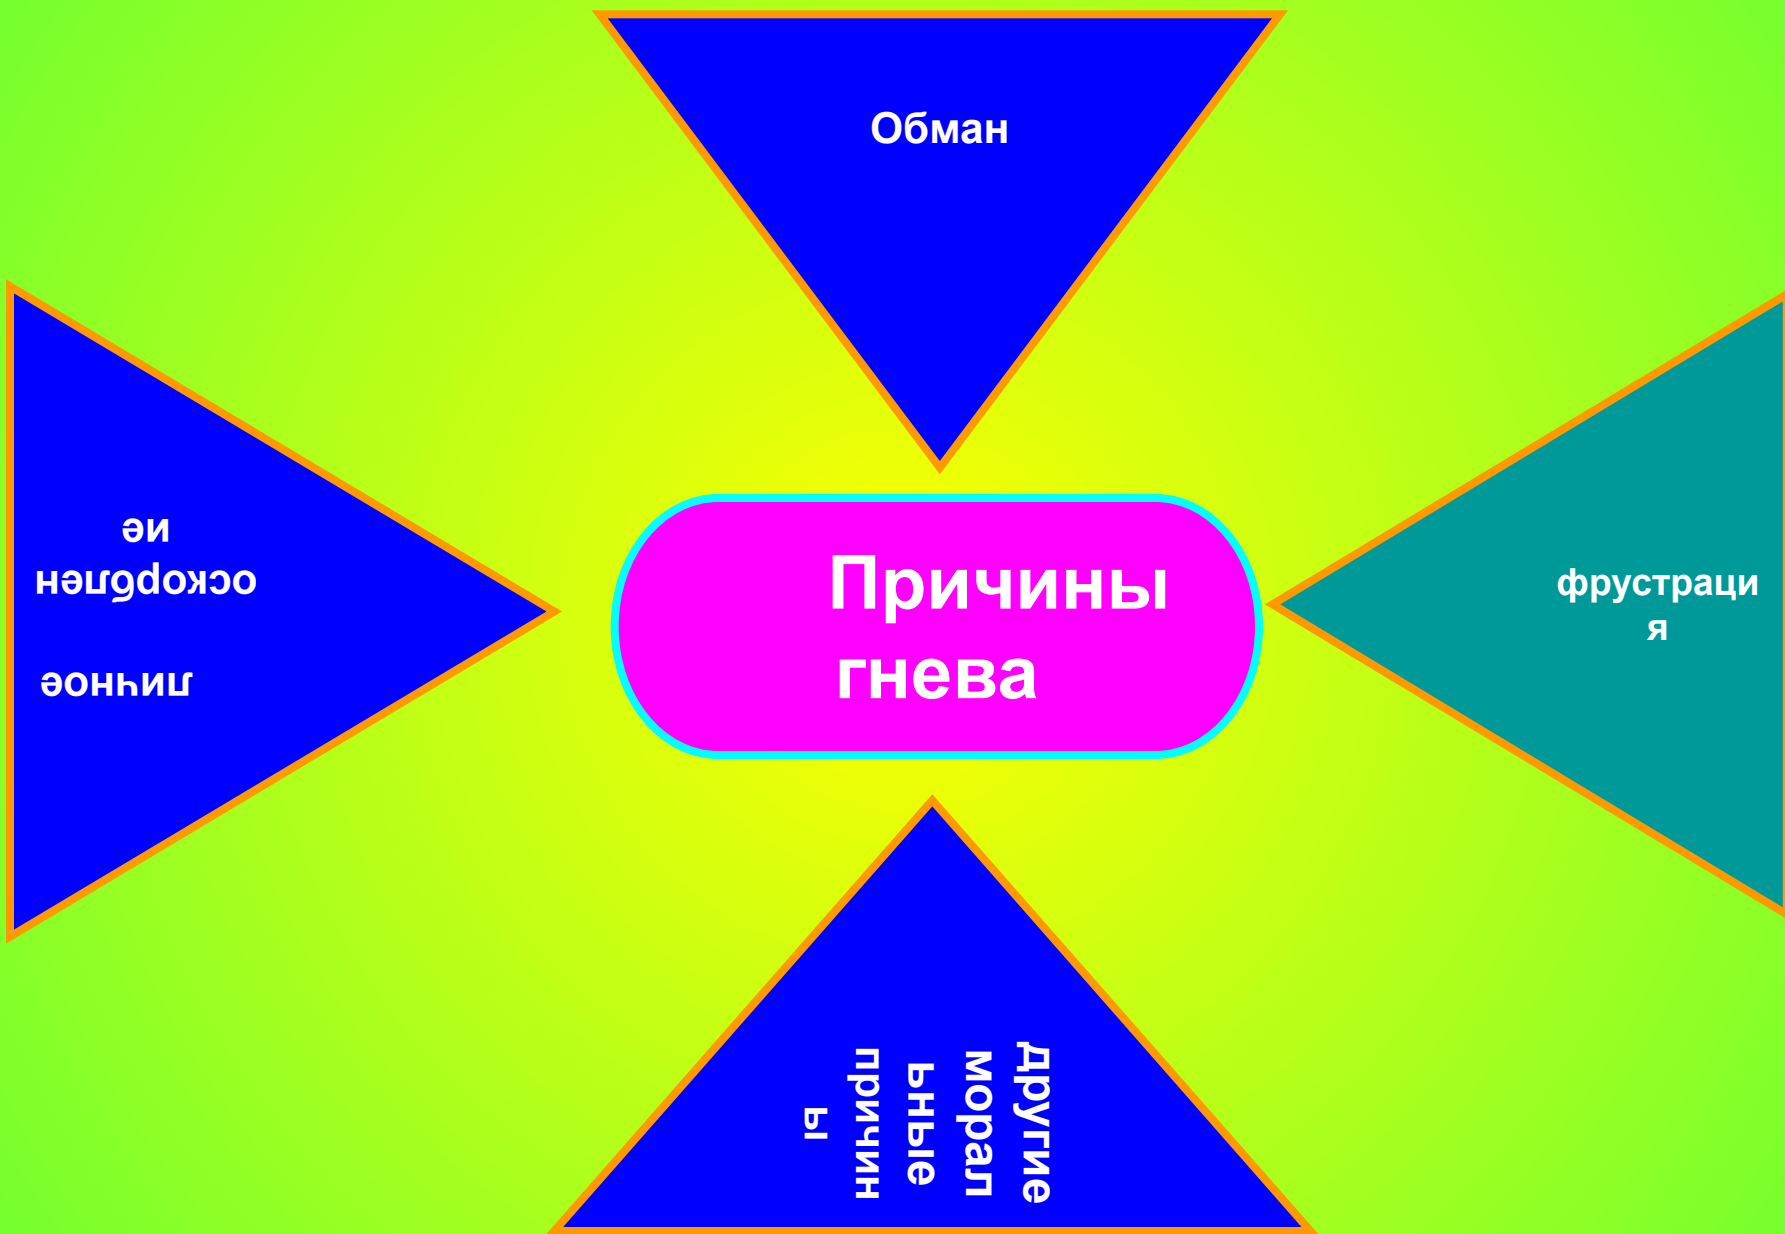 Обман
личное
оскорблен
ие
Причины
гнева
фрустраци
я
другие
морал
ьные
причин
ы